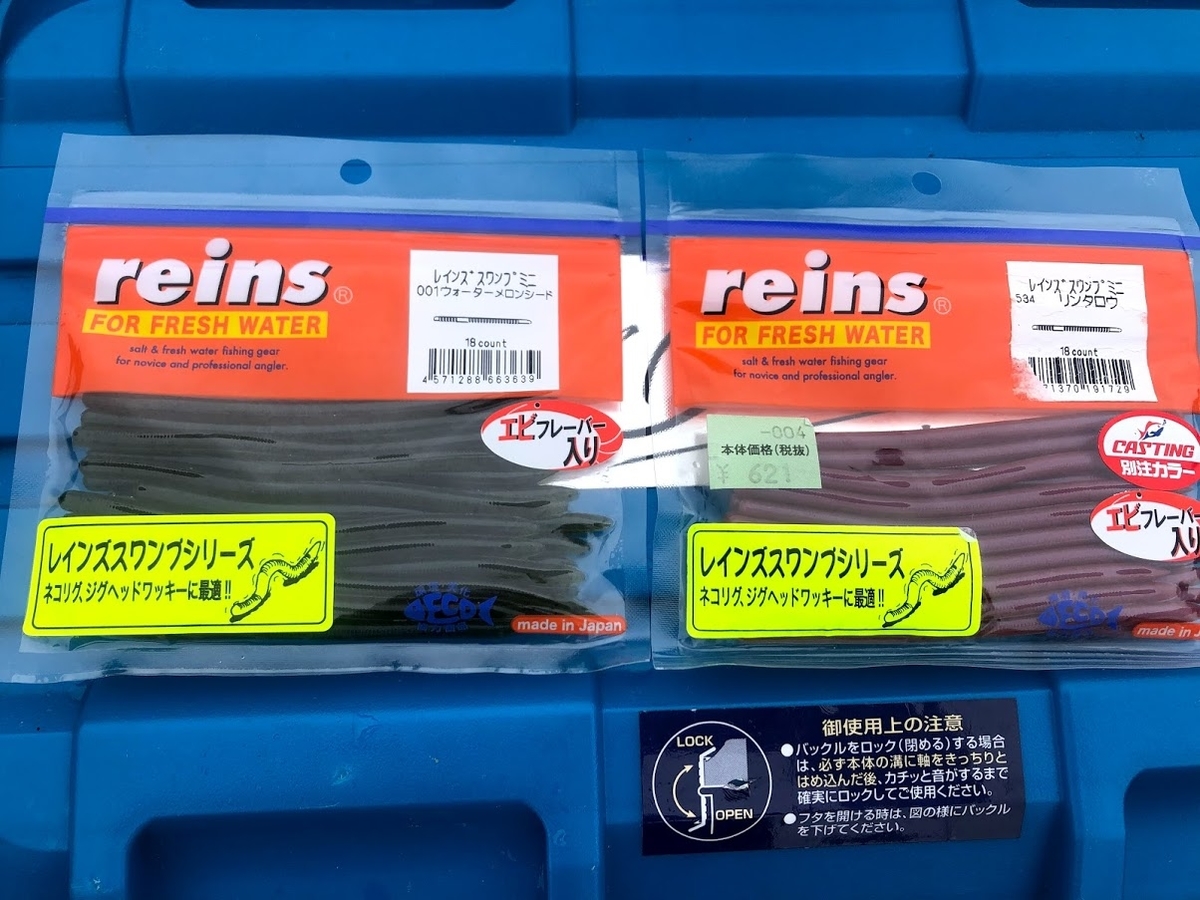 reins®
FOR FRESH WATER
salt & fresh water fishing gear
for novice and professional angler.
レインズスワンプミニ
001ウォーターメロンシード
18count
4 571288 663639
エビフレーバー
入り
レインズスワンプシリーズ
ネコリグ、ジグヘッドワッキーに最適!!
made in Japan
reins®
FOR FRESH WATER
salt & fresh water fishing gear
for novice and professional angler.
レインズスワンプミニ
534 リンタロウ
18count
71370 191729
-004
本体価格(税抜)
¥ 621
CASTING
別注カラー
エビフレーバー
入り
レインズスワンプシリーズ
ネコリグ、ジグヘッドワッキーに最適!!
made in Japan
御使用上の注意
LOCK
OPEN
●バックルをロック(閉める)する場合
は、必ず本体の溝に軸をきっちりと
はめ込んだ後、カチッと音がするまで
確実にロックしてご使用ください。
●フタを開ける時は、図の様にバックル
を下げてください。